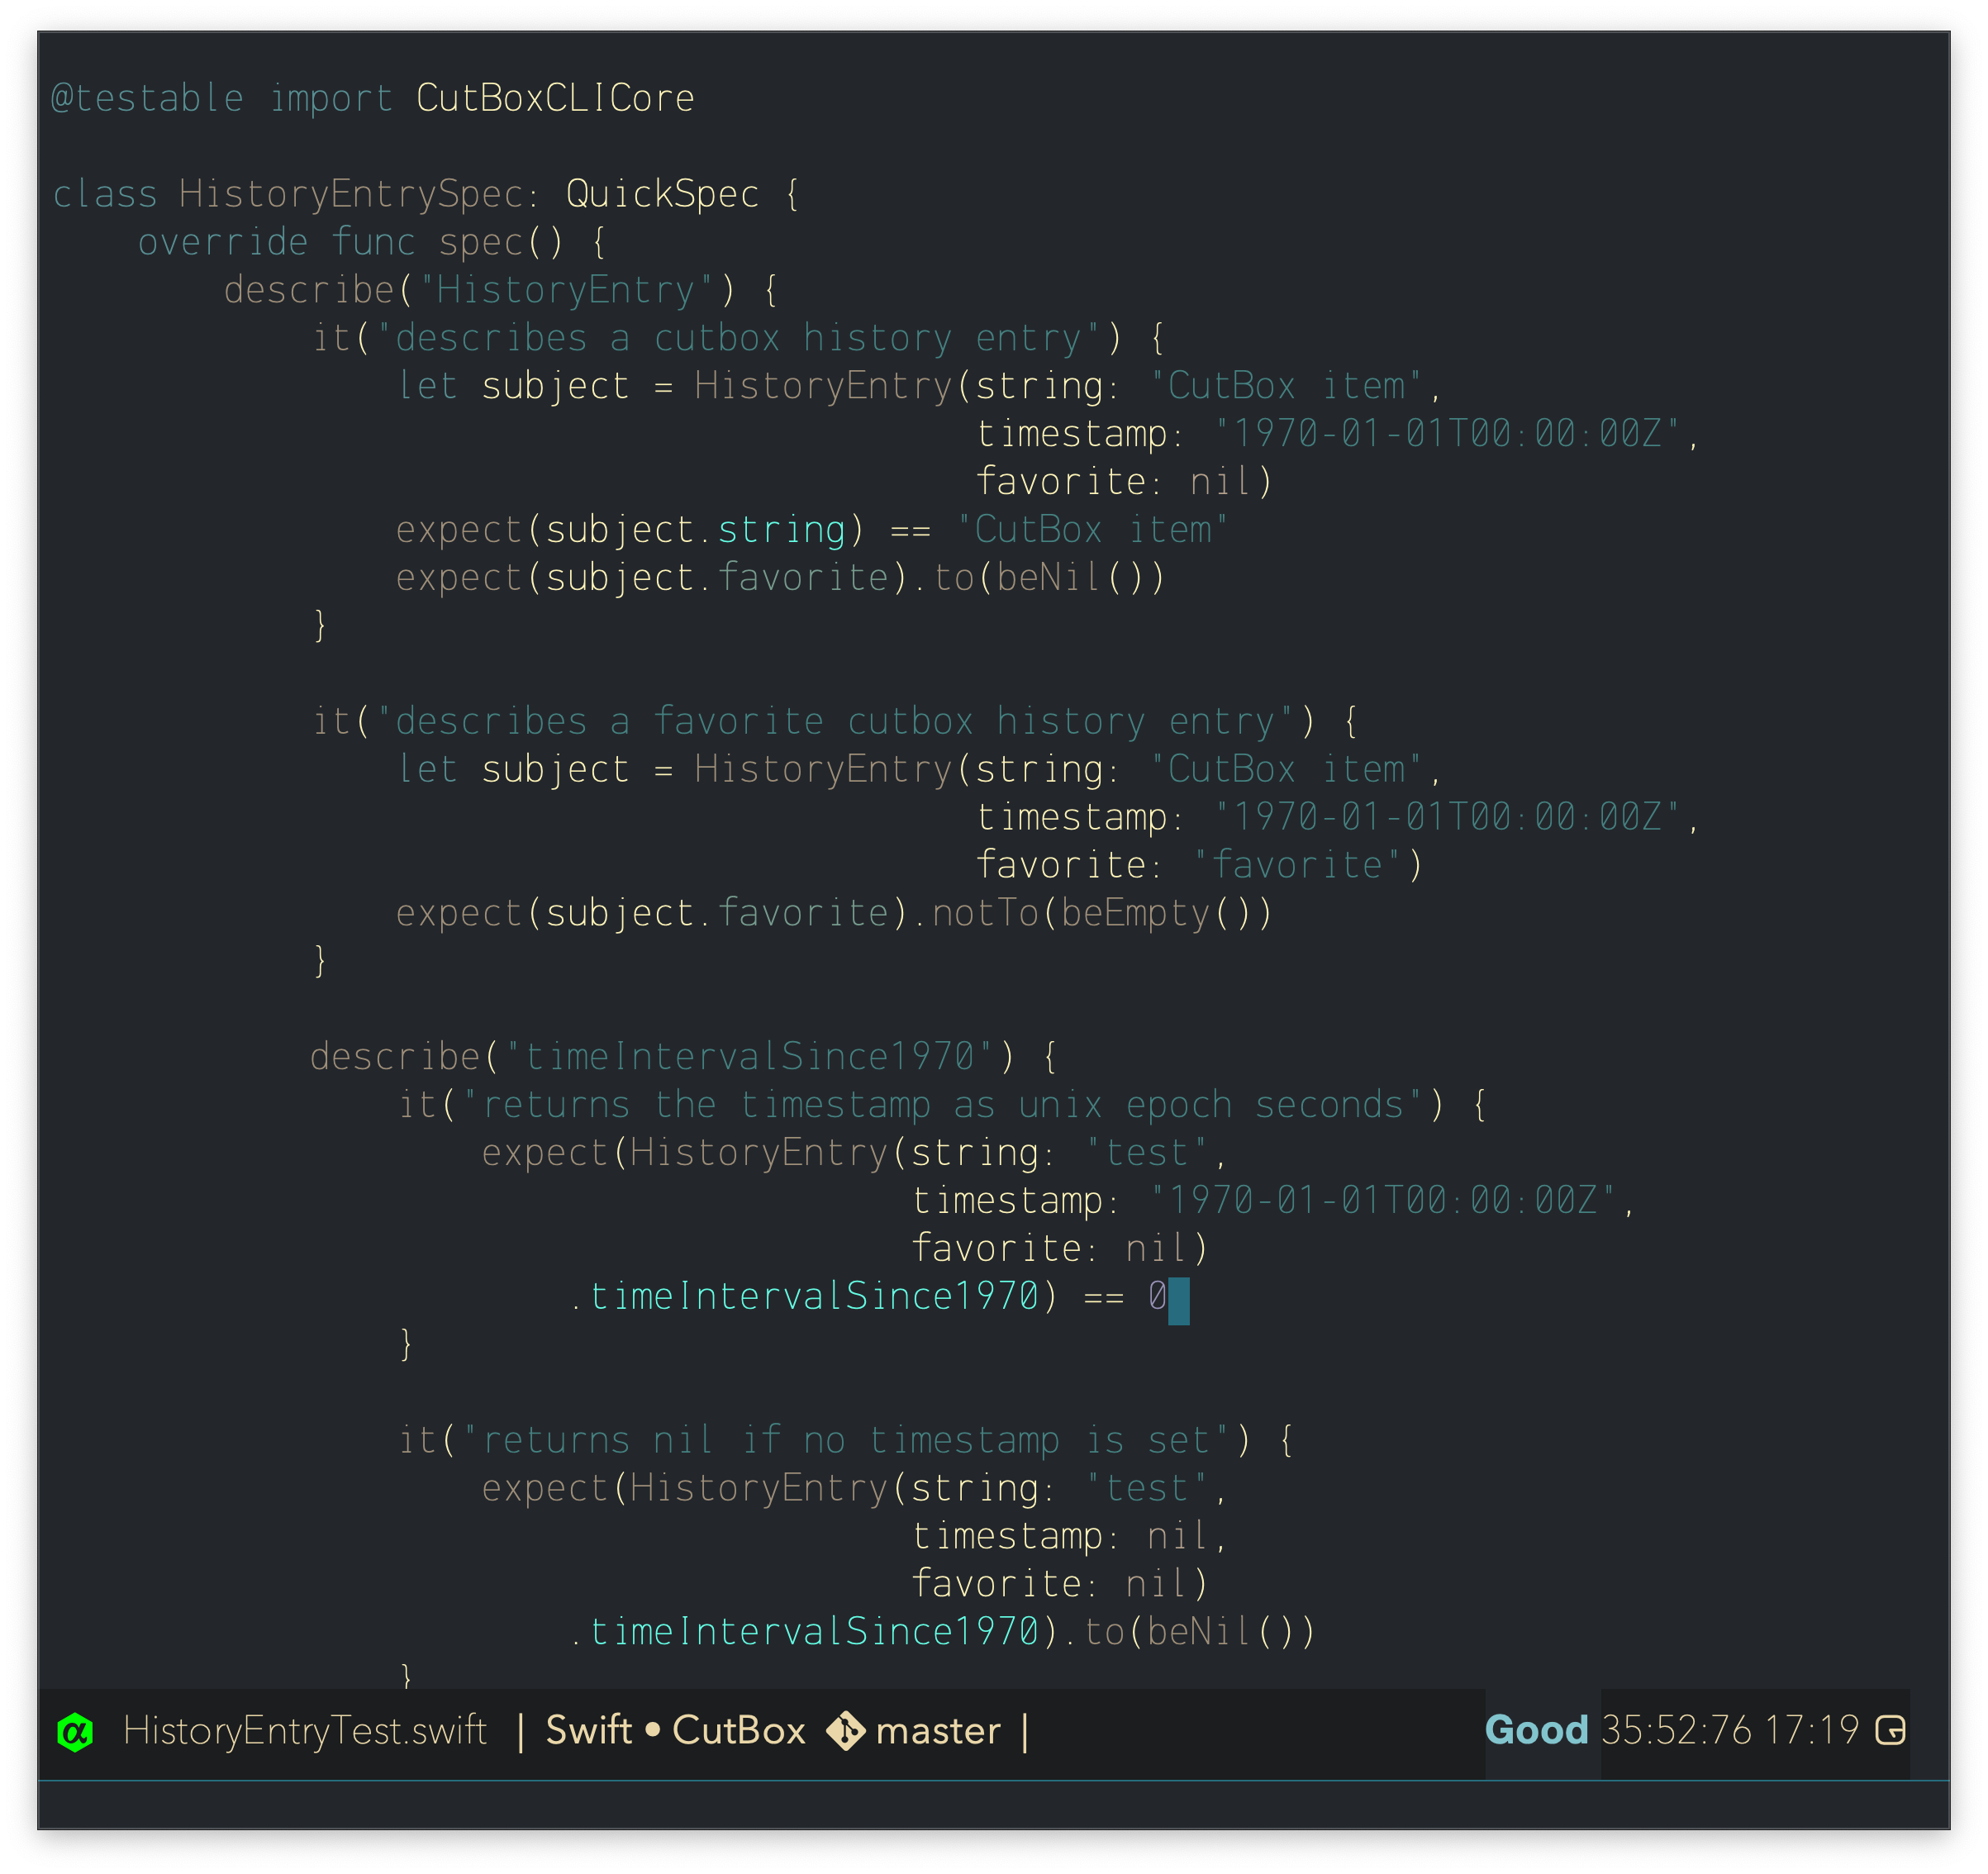 @testable import CutBoxCLICore

class HistoryEntrySpec: QuickSpec {
    override func spec() {
        describe("HistoryEntry") {
            it("describes a cutbox history entry") {
                let subject = HistoryEntry(string: "CutBox item",
                                           timestamp: "1970-01-01T00:00:00Z",
                                           favorite: nil)
                expect(subject.string) == "CutBox item"
                expect(subject.favorite).to(beNil())
            }

            it("describes a favorite cutbox history entry") {
                let subject = HistoryEntry(string: "CutBox item",
                                           timestamp: "1970-01-01T00:00:00Z",
                                           favorite: "favorite")
                expect(subject.favorite).notTo(beEmpty())
            }

            describe("timeIntervalSince1970") {
                it("returns the timestamp as unix epoch seconds") {
                    expect(HistoryEntry(string: "test",
                                        timestamp: "1970-01-01T00:00:00Z",
                                        favorite: nil)
                        .timeIntervalSince1970) == 0
                }

                it("returns nil if no timestamp is set") {
                    expect(HistoryEntry(string: "test",
                                        timestamp: nil,
                                        favorite: nil)
                        .timeIntervalSince1970).to(beNil())
                }
α HistoryEntryTest.swift | Swift • CutBox master | Good 35:52:76 17:19